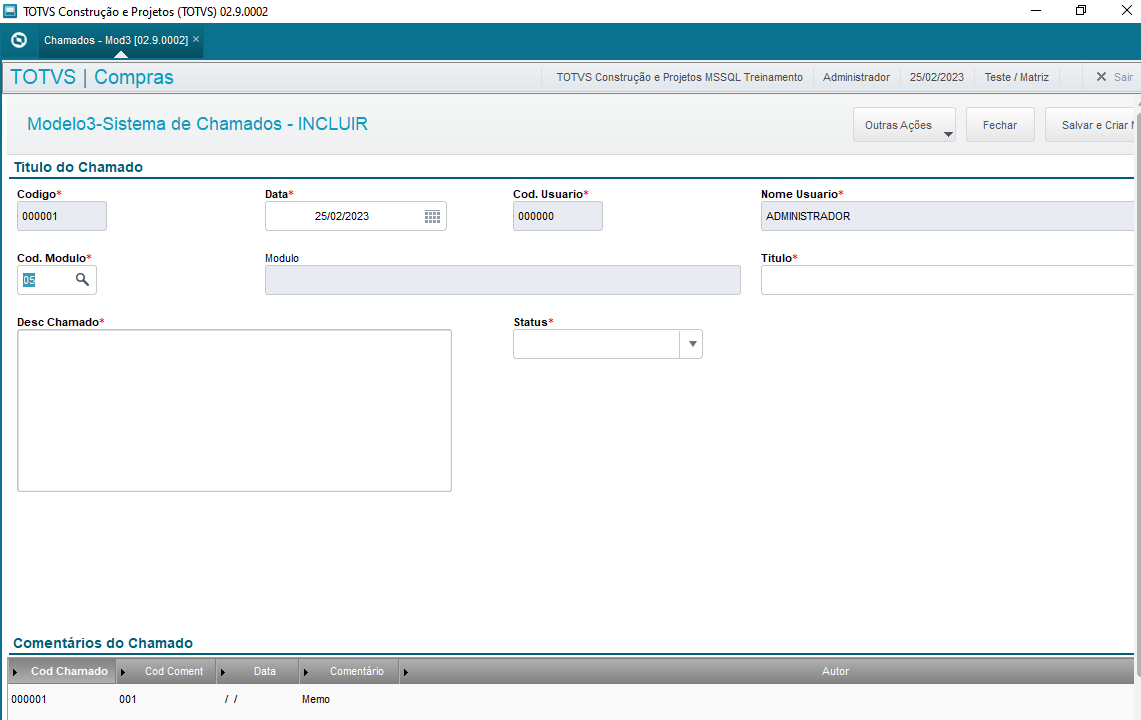 TOTVS Construção e Projetos (TOTVS) 02.9.0002
Chamados - Mod3 [02.9.0002] ×
TOTVS | Compras TOTVS Construção e Projetos MSSQL Treinamento Administrador 25/02/2023 Teste / Matriz Sair
Modelo3-Sistema de Chamados - INCLUIR Outras Ações Fechar Salvar e Criar
Titulo do Chamado
Codigo* Data* Cod. Usuario* Nome Usuario*
000001 25/02/2023 000000 ADMINISTRADOR
Cod. Modulo* Modulo Titulo*
05
Desc Chamado* Status*
Comentários do Chamado
Cod Chamado Cod Coment Data Comentário Autor
000001 001 / / Memo